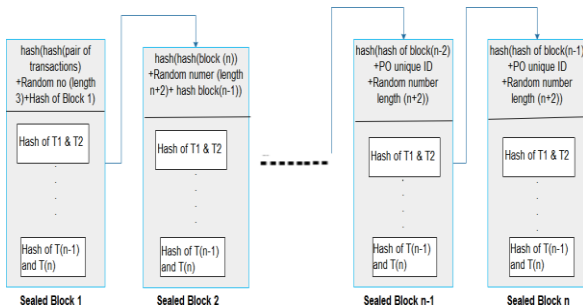 hash(hash(pair of
transactions)
+Random no (length
3)+Hash of Block 1)
Hash of T1 & T2
Hash of T(n-1)
and T(n)
Sealed Block 1
hash(hash(block (n))
+Random numer (length
n+2)+ hash block(n-1))
Hash of T1 & T2
Hash of T(n-1)
and T(n)
Sealed Block 2
hash(hash of block(n-2)
+PO unique ID
+Random number
length (n+2))
Hash of T1 & T2
Hash of T(n-1)
and T(n)
Sealed Block n-1
hash(hash of block(n-1)
+PO unique ID
+Random number
length (n+2))
Hash of T1 & T2
Hash of T(n-1)
and T(n)
Sealed Block n